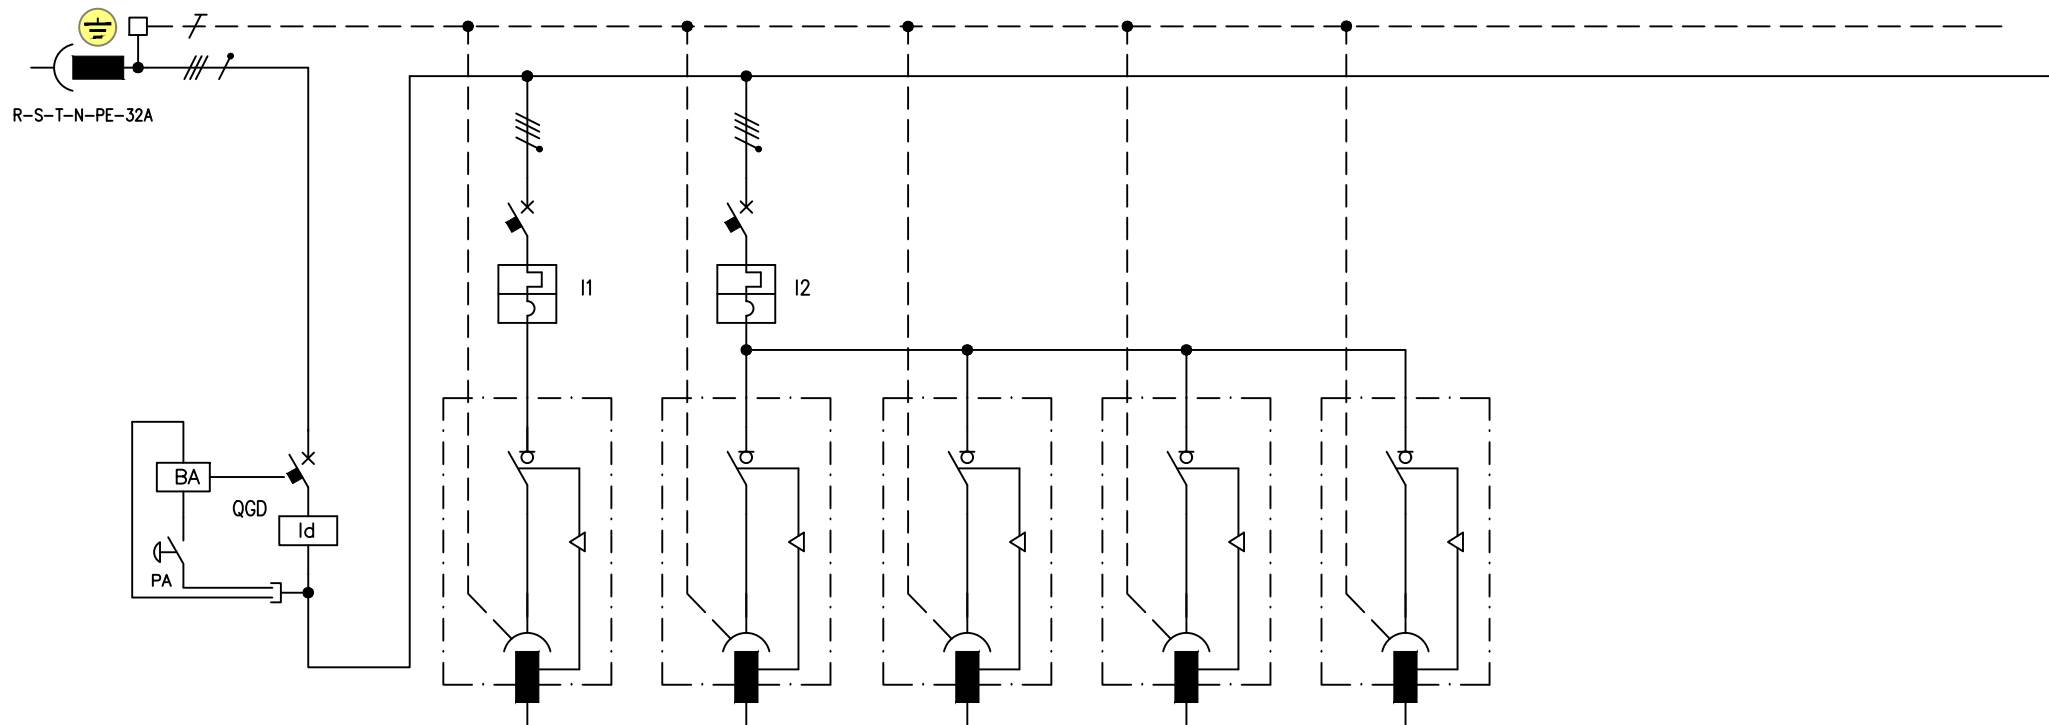 R-S-T-N-PE-32A
I1
I2
BA
QGD
Id
PA